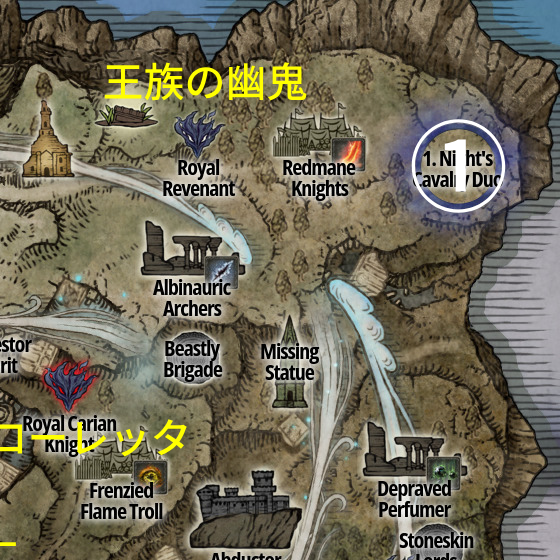 王族の幽鬼
Royal
Revenant
Redmane
Knights
1. Night's
Cavalry Duo
1
Albinauric
Archers
Beastly
Brigade
Missing
Statue
Royal Carian
Knight
ローレッタ
Frenzied
Flame Troll
Depraved
Perfumer
Stoneskin
Lords